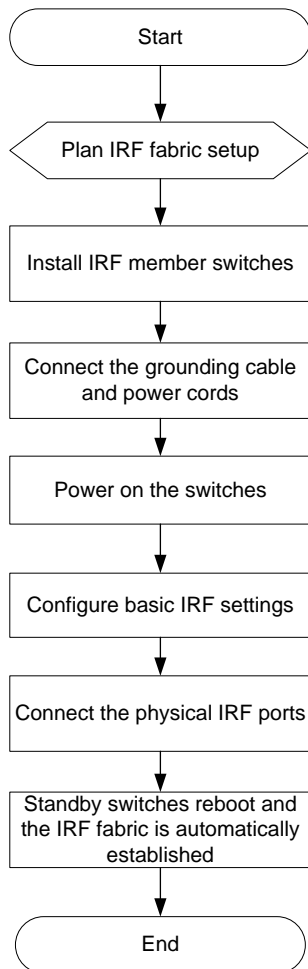 Start
Plan IRF fabric setup
Install IRF member switches
Connect the grounding cable
and power cords
Power on the switches
Configure basic IRF settings
Connect the physical IRF ports
Standby switches reboot and
the IRF fabric is automatically
established
End